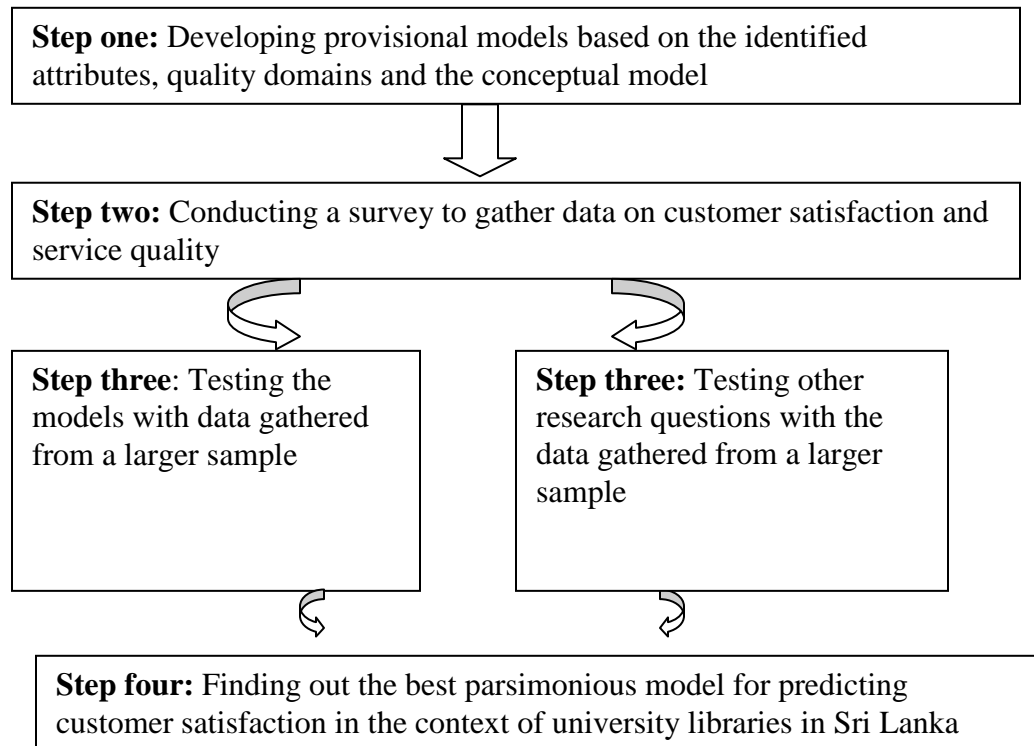 Step one: Developing provisional models based on the identified
attributes, quality domains and the conceptual model
Step two: Conducting a survey to gather data on customer satisfaction and
service quality
Step three: Testing the
models with data gathered
from a larger sample
Step three: Testing other
research questions with the
data gathered from a larger
sample
Step four: Finding out the best parsimonious model for predicting
customer satisfaction in the context of university libraries in Sri Lanka